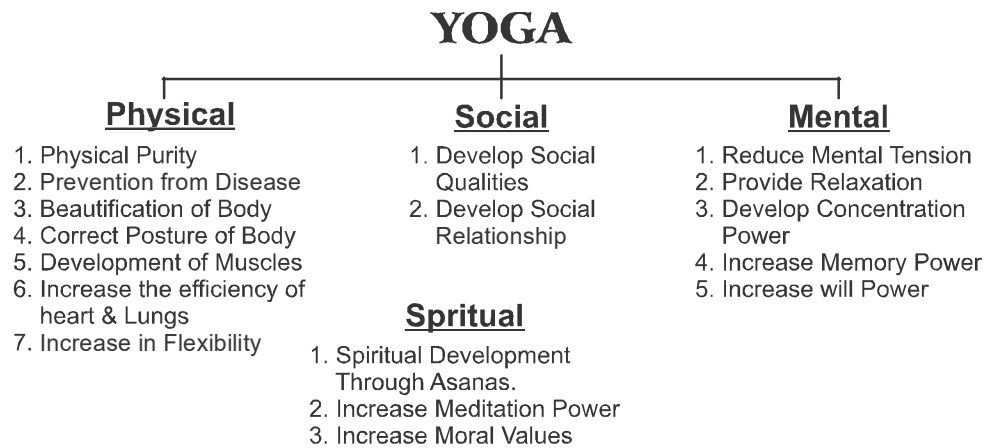 YOGA
Physical
1. Physical Purity
2. Prevention from Disease
3. Beautification of Body
4. Correct Posture of Body
5. Development of Muscles
6. Increase the efficiency of
heart & Lungs
7. Increase in Flexibility
Social
1. Develop Social
Qualities
2. Develop Social
Relationship
Mental
1. Reduce Mental Tension
2. Provide Relaxation
3. Develop Concentration
Power
4. Increase Memory Power
5. Increase will Power
Spritual
1. Spiritual Development
Through Asanas.
2. Increase Meditation Power
3. Increase Moral Values